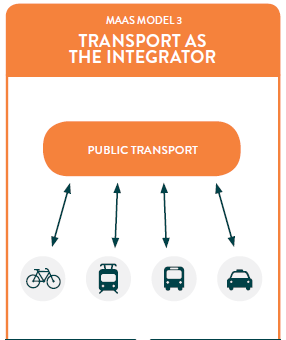 MAAS MODEL 3
TRANSPORT AS
THE INTEGRATOR
PUBLIC TRANSPORT